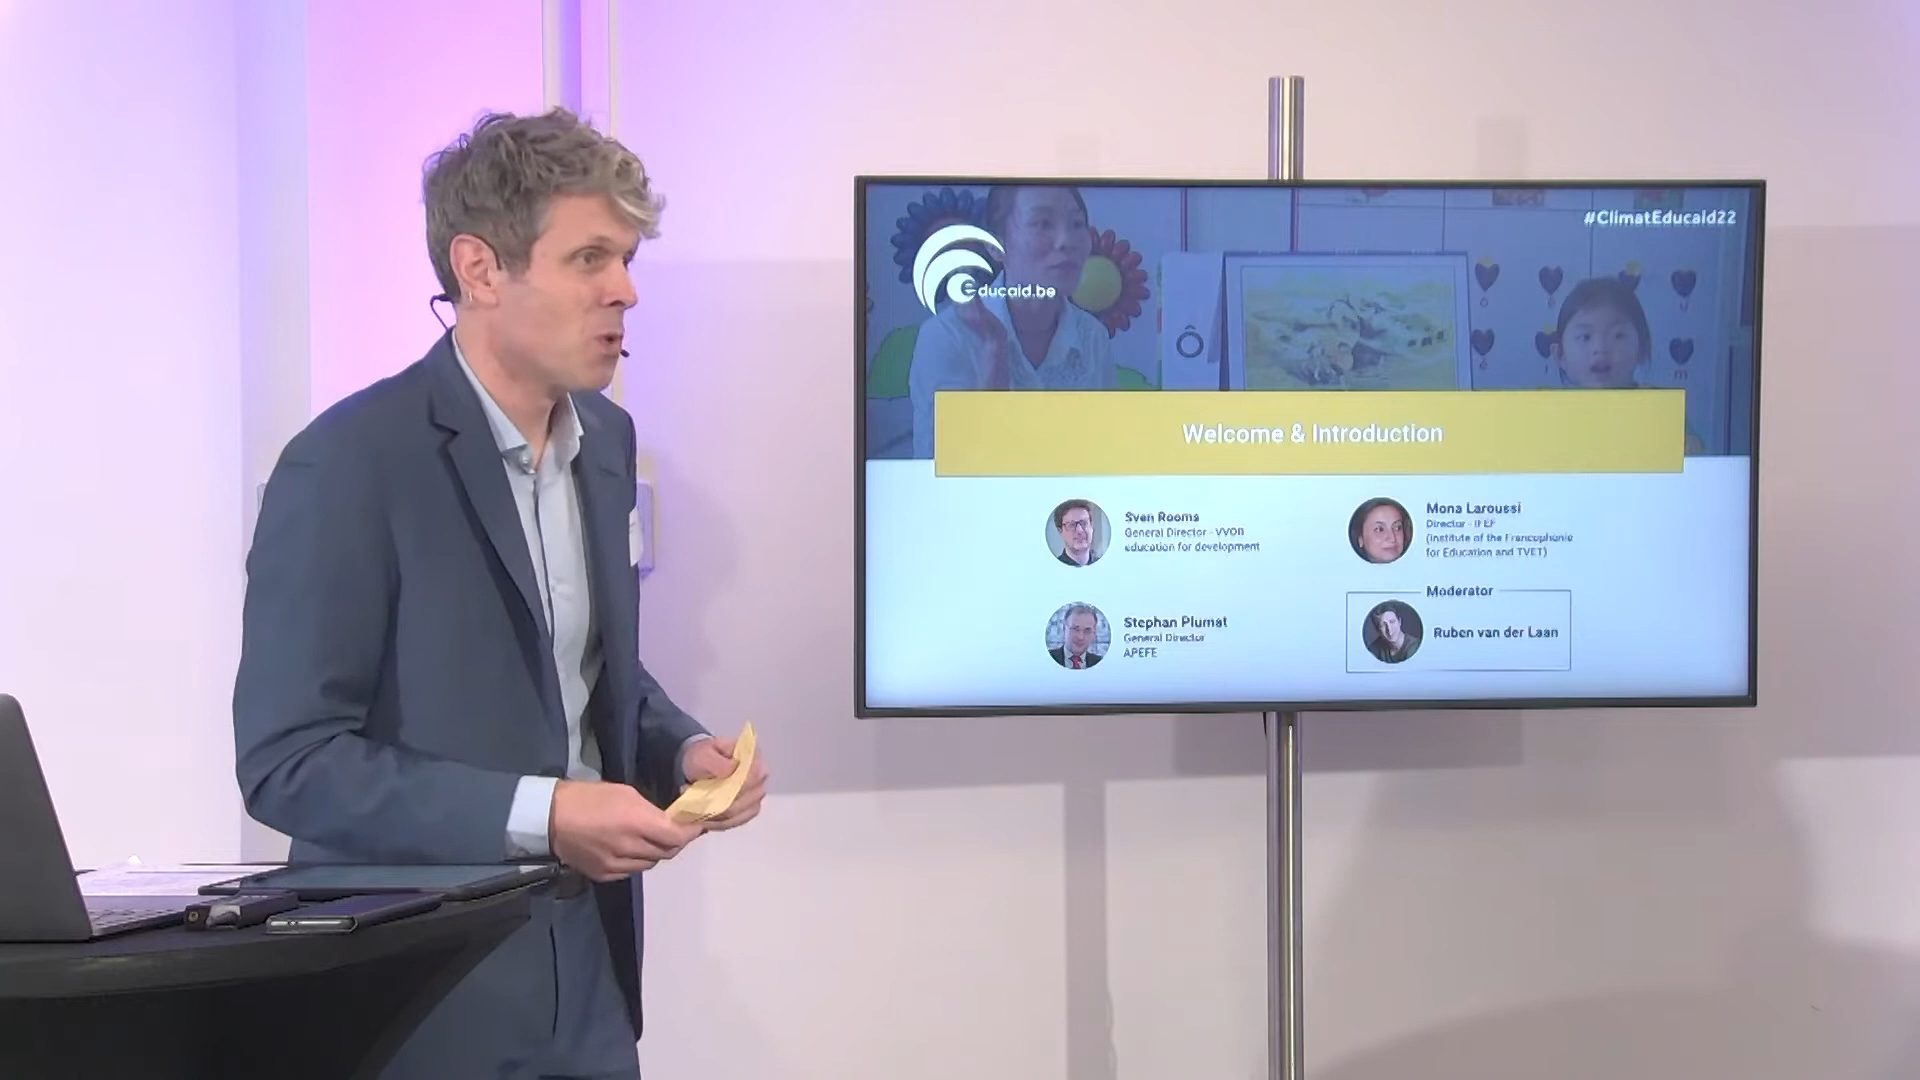 #ClimatEducaid22
educaid.be
Ô
Welcome & Introduction
Sven Rooms
General Director - VVOB
education for development
Mona Laroussi
Director - IFEF
(Institute of the Francophonie
for Education and TVET)
Stephan Plumat
General Director
APEFE
Moderator
Ruben van der Laan